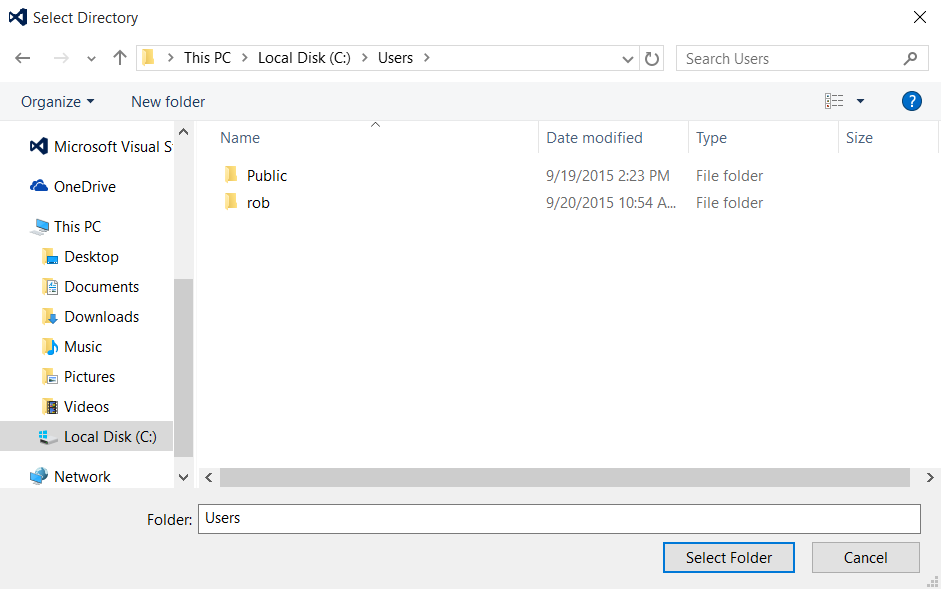 Select Directory
This PC Local Disk (C:) Users
Search Users
Organize New folder
?
Name Date modified Type Size
Public 9/19/2015 2:23 PM File folder
rob 9/20/2015 10:54 A... File folder
Microsoft Visual S
OneDrive
This PC
Desktop
Documents
Downloads
Music
Pictures
Videos
Local Disk (C:)
Network
Folder: Users
Select Folder Cancel